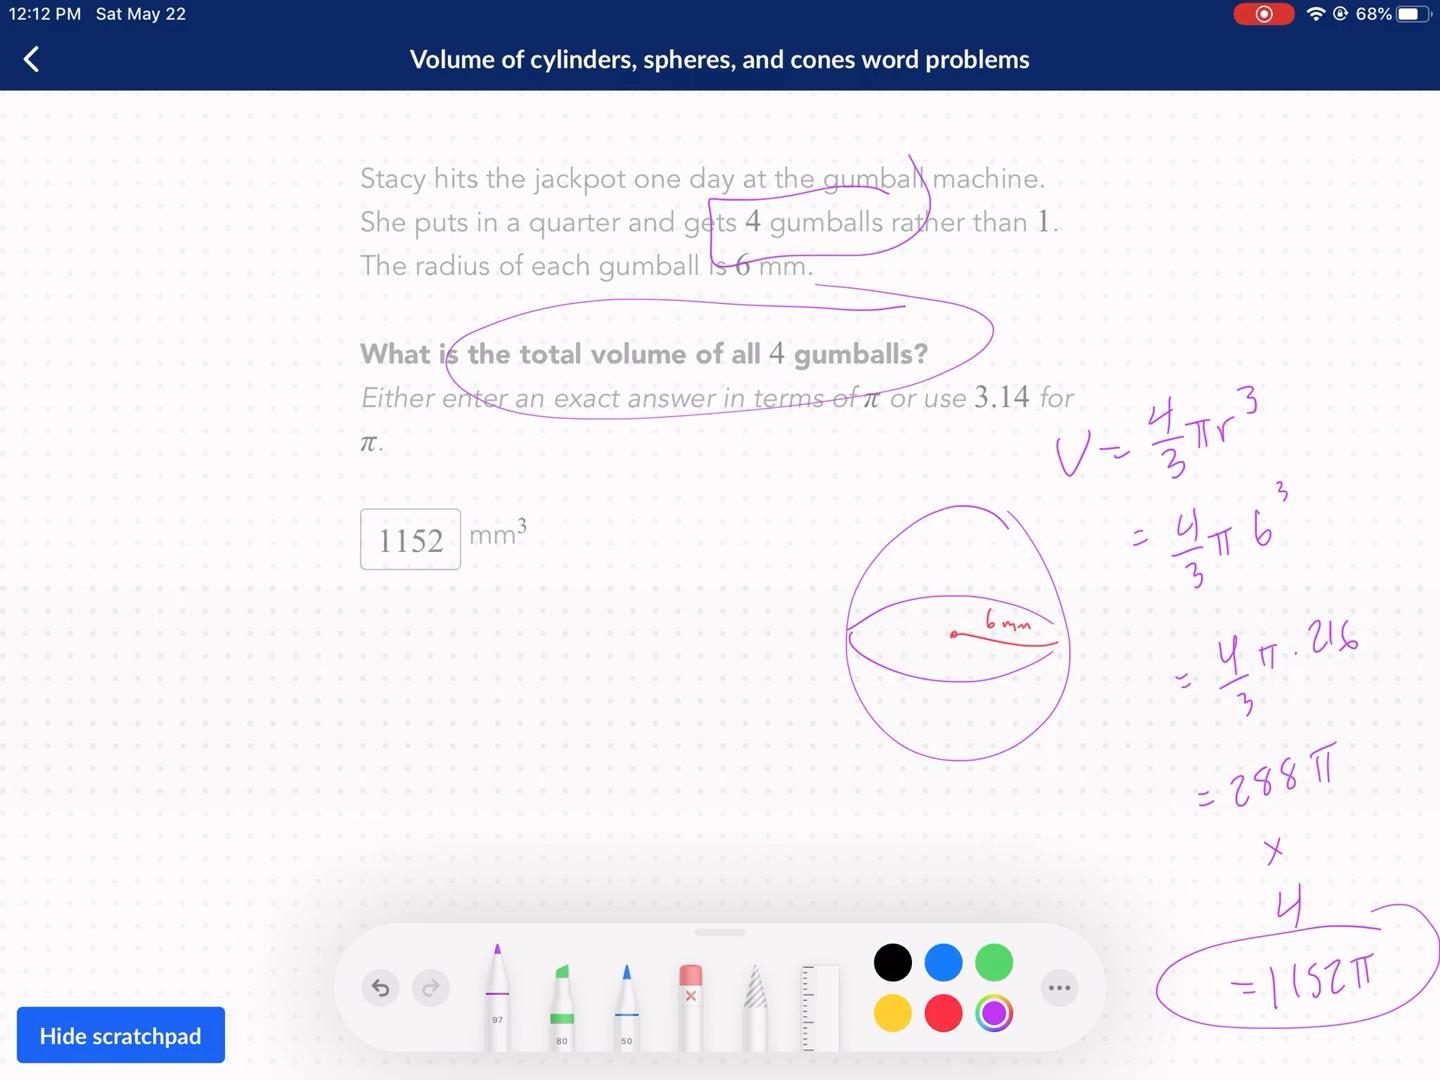 12:12 PM Sat May 22
68%
Volume of cylinders, spheres, and cones word problems
Stacy hits the jackpot one day at the gumball machine.
She puts in a quarter and gets 4 gumballs rather than 1.
The radius of each gumball is 6 mm.
What is the total volume of all 4 gumballs?
Either enter an exact answer in terms of π or use 3.14 for
π.
1152 mm³
6 mm
V = 4/3 πr³
= 4/3 π 6³
= 4/3 π · 216
= 288 π
x
4
= 1152π
97
80
50
Hide scratchpad